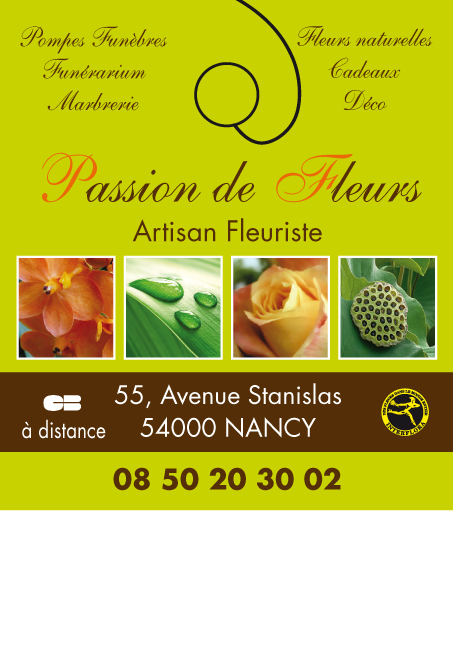 Pompes Funèbres
Funérarium
Marbrerie
Fleurs naturelles
Cadeaux
Déco
Passion de Fleurs
Artisan Fleuriste
CB
à distance
55, Avenue Stanislas
54000 NANCY
INTERFLORA
08 50 20 30 02